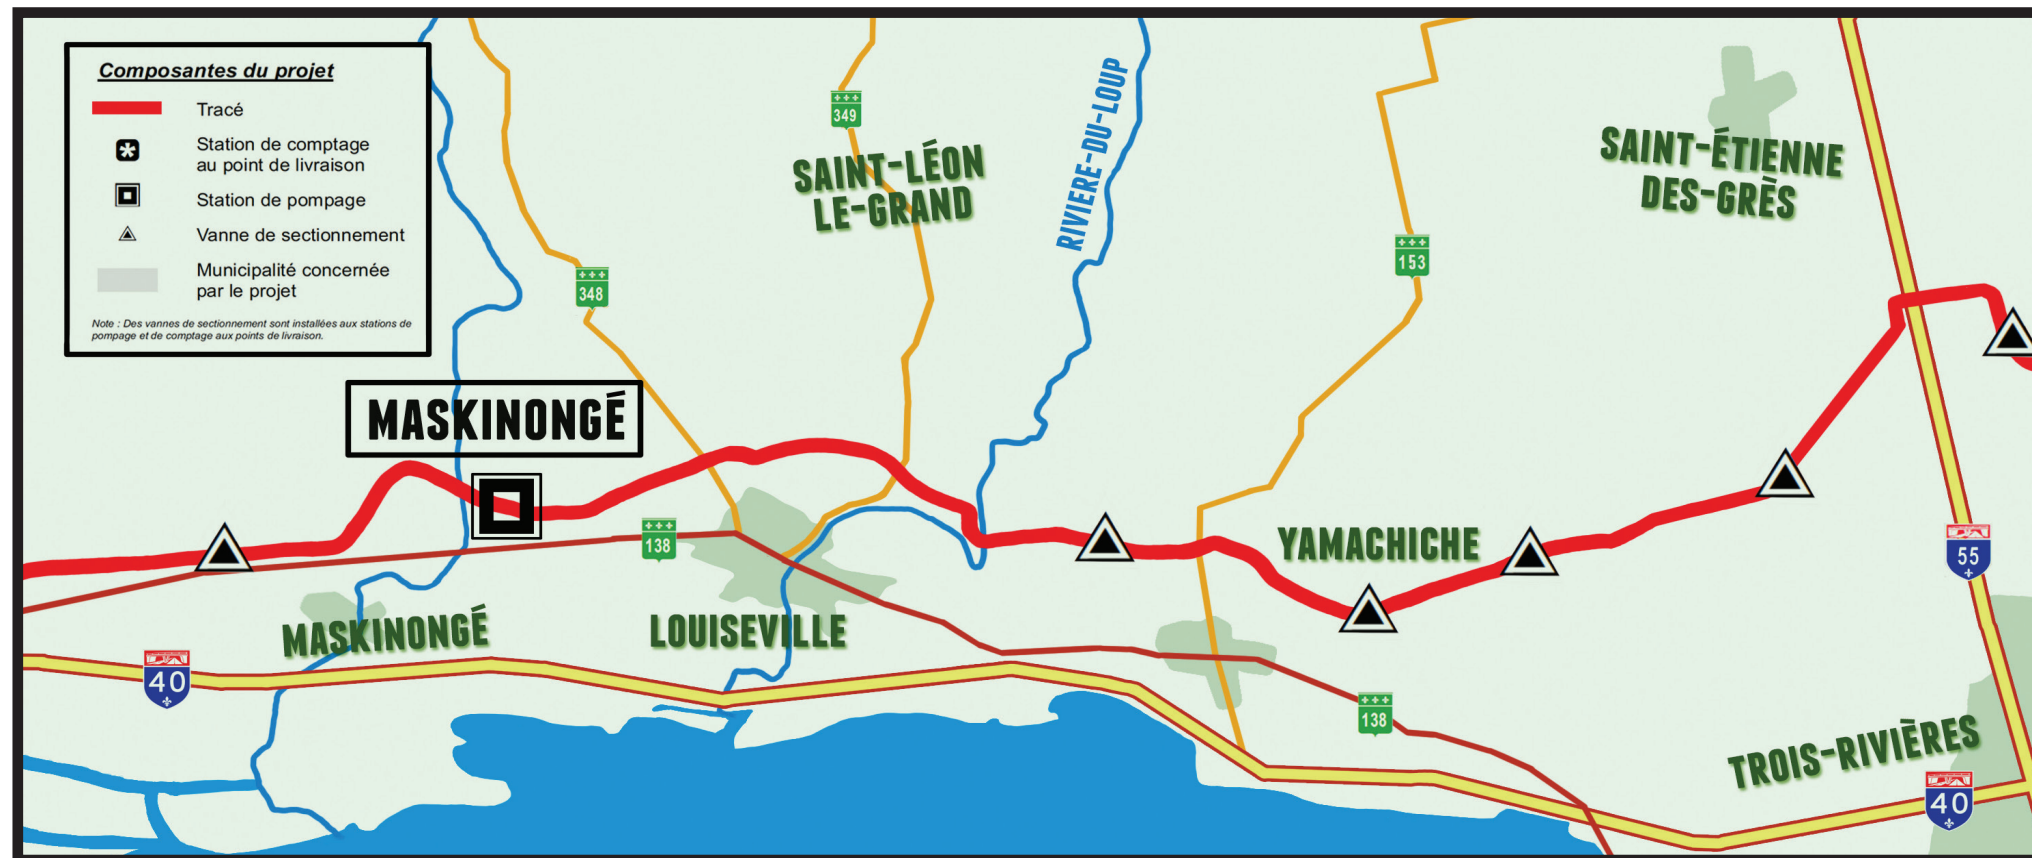 Composantes du projet
Tracé
Station de comptage
au point de livraison
Station de pompage
Vanne de sectionnement
Municipalité concernée
par le projet
Note : Des vannes de sectionnement sont installées aux stations de
pompage et de comptage aux points de livraison.
349
SAINT-LÉON
LE-GRAND
RIVIERE-DU-LOUP
SAINT-ÉTIENNE
DES-GRÈS
153
348
MASKINONGÉ
138
YAMACHICHE
55
MASKINONGÉ
LOUISEVILLE
40
138
TROIS-RIVIÈRES
40